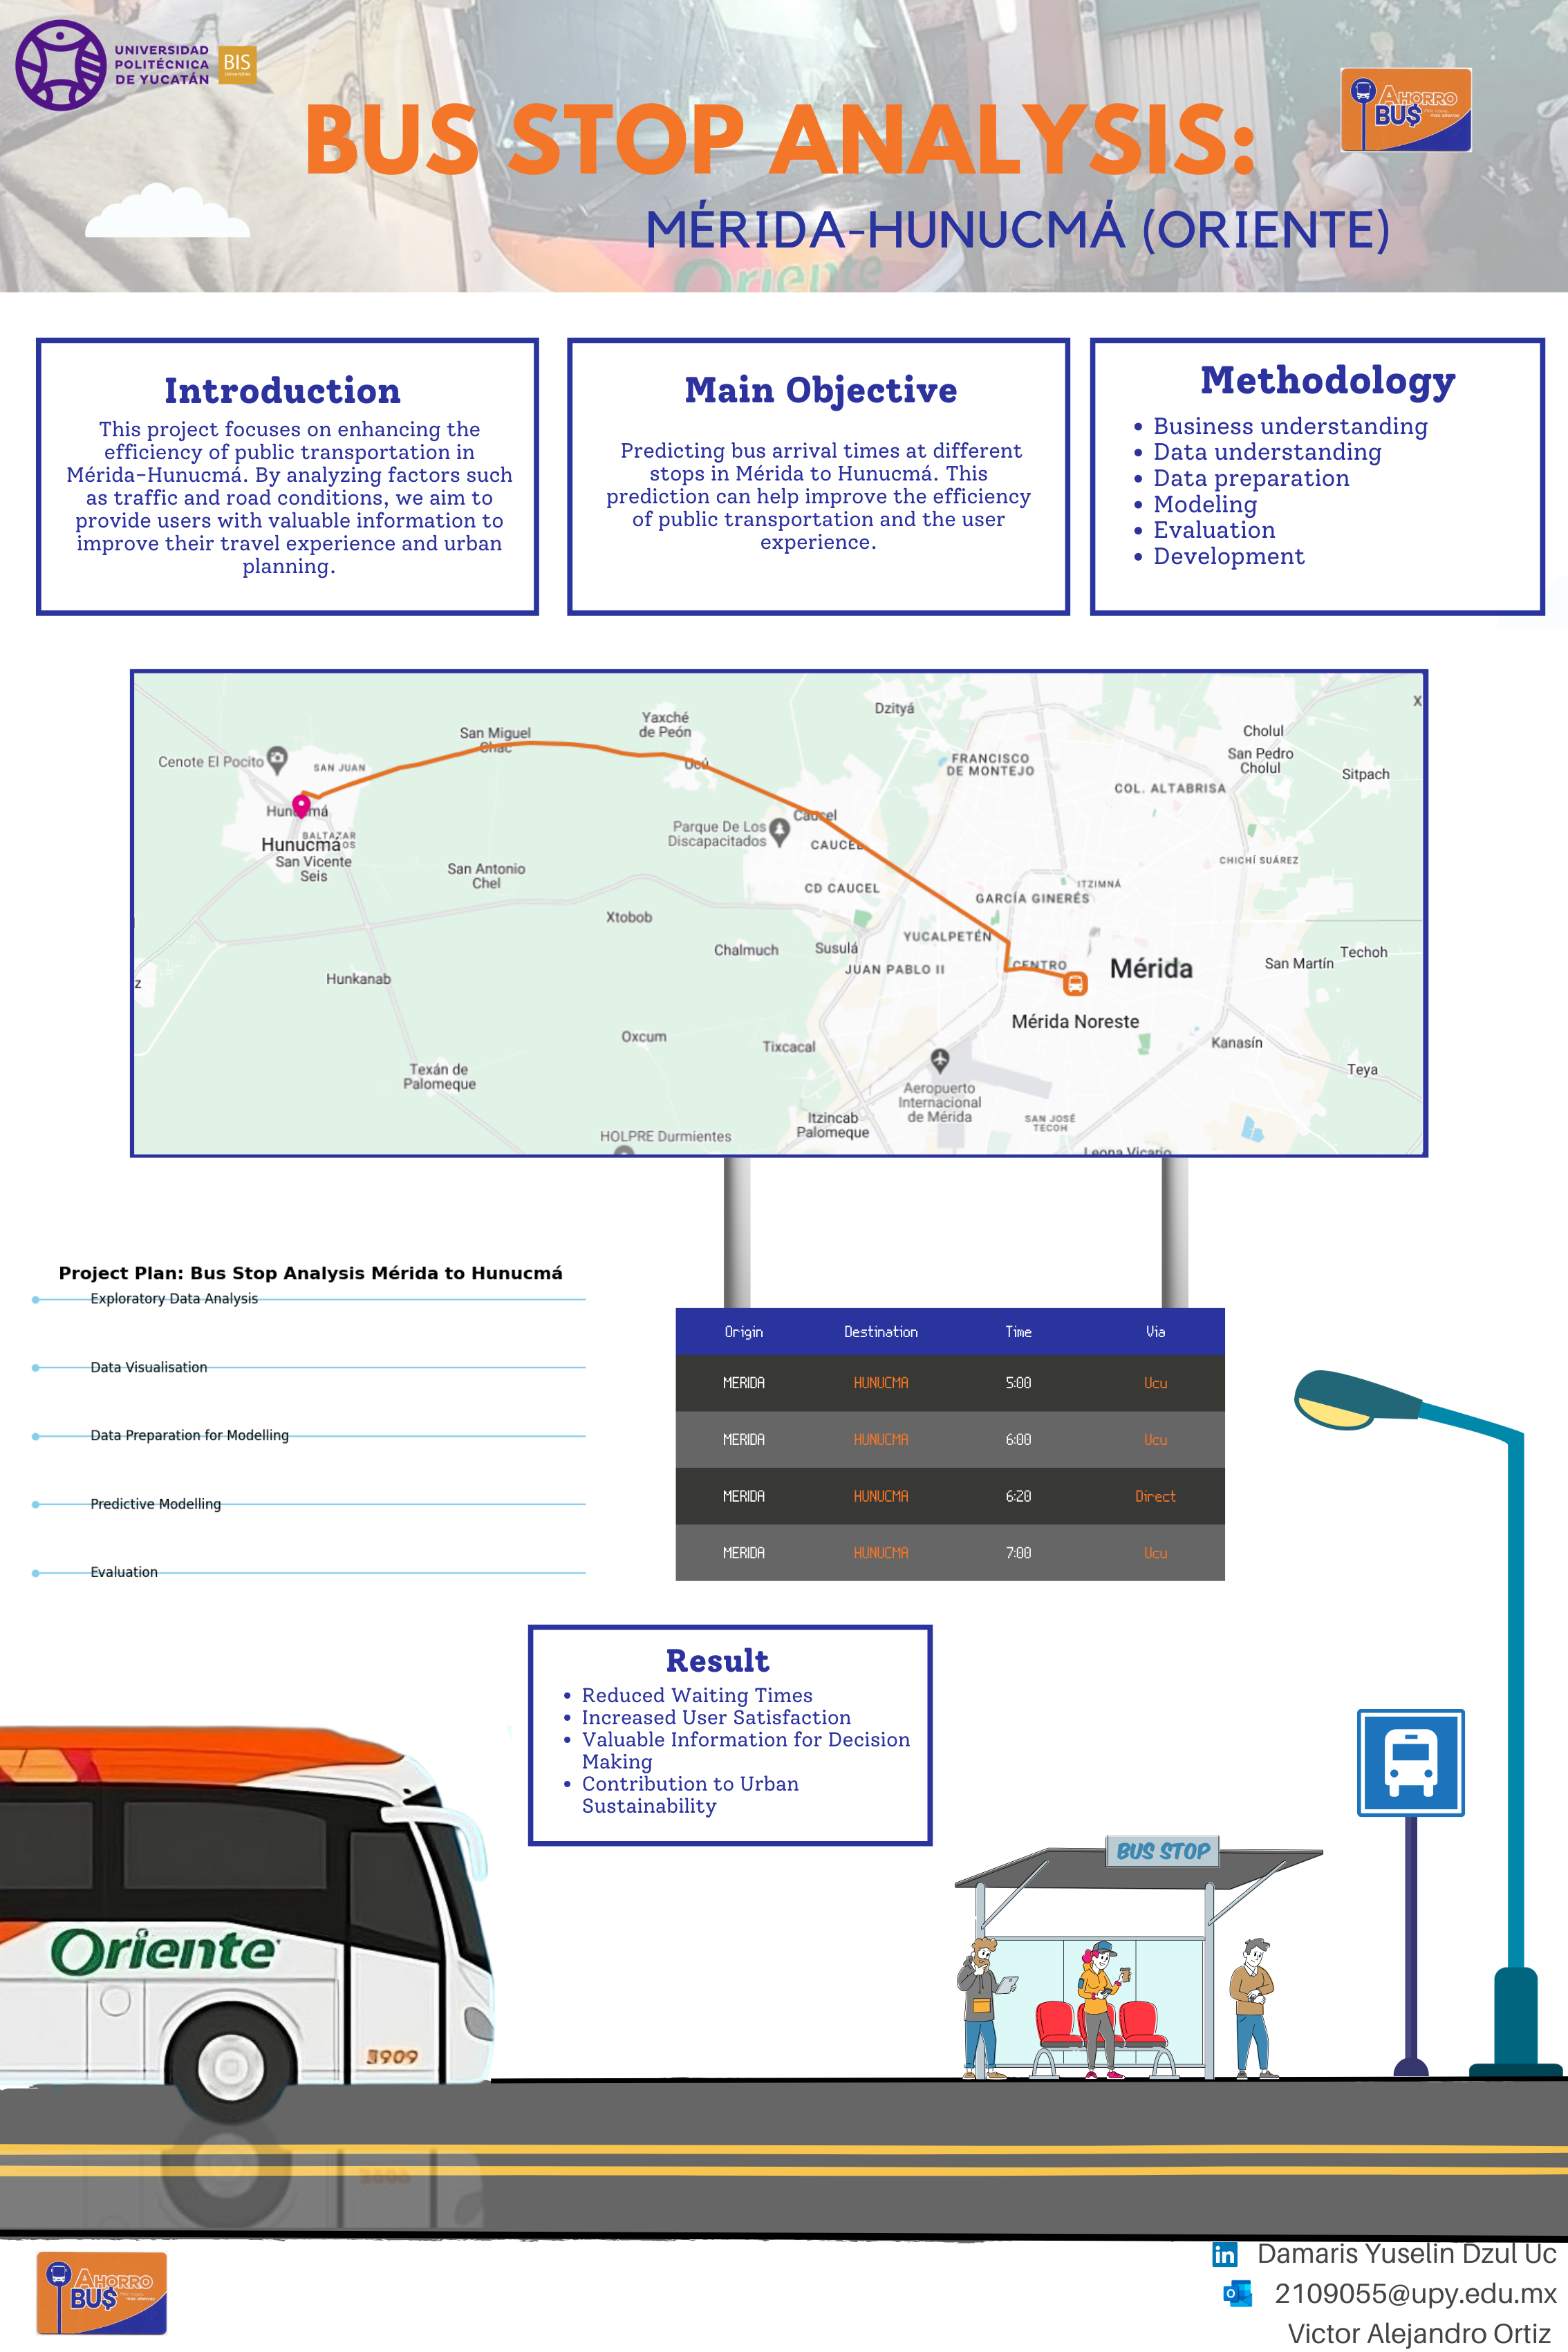 UNIVERSIDAD
POLITÉCNICA
DE YUCATÁN
BIS
Universities
AHORRO
BU$
BUS STOP ANALYSIS:
MÉRIDA-HUNUCMÁ (ORIENTE)
Oriente
Introduction
This project focuses on enhancing the
efficiency of public transportation in
Mérida-Hunucmá. By analyzing factors such
as traffic and road conditions, we aim to
provide users with valuable information to
improve their travel experience and urban
planning.
Main Objective
Predicting bus arrival times at different
stops in Mérida to Hunucmá. This
prediction can help improve the efficiency
of public transportation and the user
experience.
Methodology
• Business understanding
• Data understanding
• Data preparation
• Modeling
• Evaluation
• Development
X
Dzityá
Yaxché
de Peón
San Miguel
Chac
Cholul
San Pedro
Cholul
Cenote El Pocito
SAN JUAN
Ucú
FRANCISCO
DE MONTEJO
Sitpach
COL. ALTABRISA
Hunucmá
BALTAZAR
Hunucmá
San Vicente
Seis
Caucel
Parque De Los
Discapacitados
CAUCEL
CHICHÍ SUÁREZ
San Antonio
Chel
CD CAUCEL
ITZIMNÁ
GARCÍA GINERÉS
Xtobob
YUCALPETÉN
Chalmuch
Susulá
Techoh
JUAN PABLO II
CENTRO
Mérida
San Martín
Hunkanab
z
Mérida Noreste
Oxcum
Tixcacal
Kanasín
Texán de
Palomeque
Teya
Aeropuerto
Internacional
de Mérida
Itzincab
Palomeque
SAN JOSÉ
TECOH
HOLPRE Durmientes
Leona Vicario
Project Plan: Bus Stop Analysis Mérida to Hunucmá
Exploratory Data Analysis
Data Visualisation
Data Preparation for Modelling
Predictive Modelling
Evaluation
Origin Destination Time Via
MERIDA HUNUCMA 5:00 Ucu
MERIDA HUNUCMA 6:00 Ucu
MERIDA HUNUCMA 6:20 Direct
MERIDA HUNUCMA 7:00 Ucu
Result
• Reduced Waiting Times
• Increased User Satisfaction
• Valuable Information for Decision
Making
• Contribution to Urban
Sustainability
BUS STOP
Oriente
3909
AHORRO
BU$
in Damaris Yuselin Dzul Uc
2109055@upy.edu.mx
Victor Alejandro Ortiz